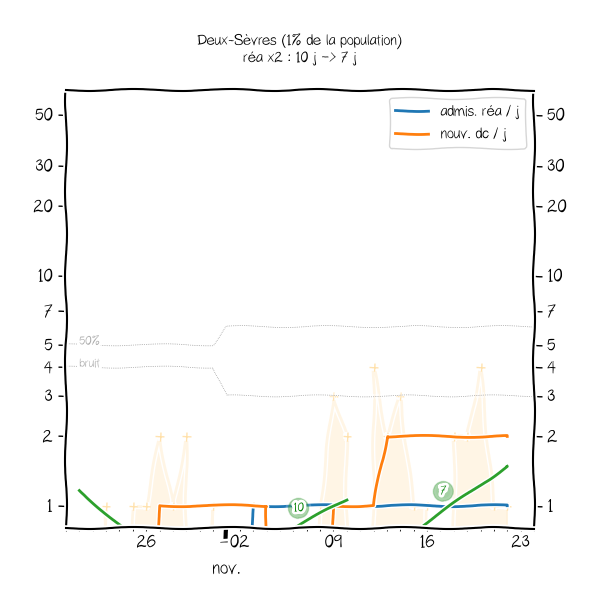 Deux-Sèvres (1% de la population)
réa x2 : 10 j -> 7 j
admis. réa / j
nouv. dc / j
50 50
30 30
20 20
10 10
7 7
5 50% 5
4 bruit 4
3 3
2 2
1 10 7 1
26 02 09 16 23
nov.